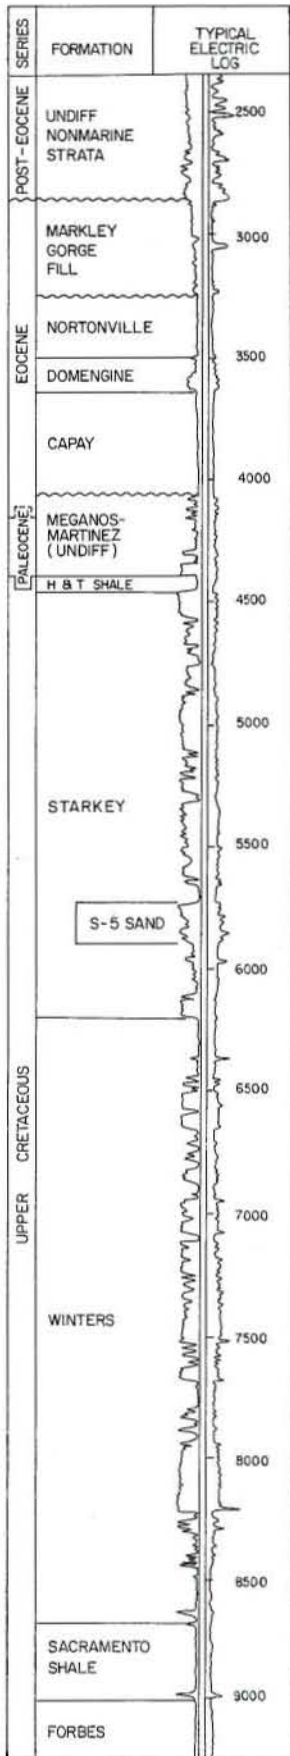 SERIES
FORMATION
TYPICAL
ELECTRIC
LOG
POST-EOCENE
UNDIFF
NONMARINE
STRATA
2500
EOCENE
MARKLEY
GORGE
FILL
3000
NORTONVILLE
3500
DOMENGINE
CAPAY
4000
PALEOCENE
MEGANOS-
MARTINEZ
(UNDIFF)
H & T SHALE
4500
UPPER CRETACEOUS
5000
STARKEY
5500
S-5 SAND
6000
6500
7000
WINTERS
7500
8000
8500
SACRAMENTO
SHALE
9000
FORBES